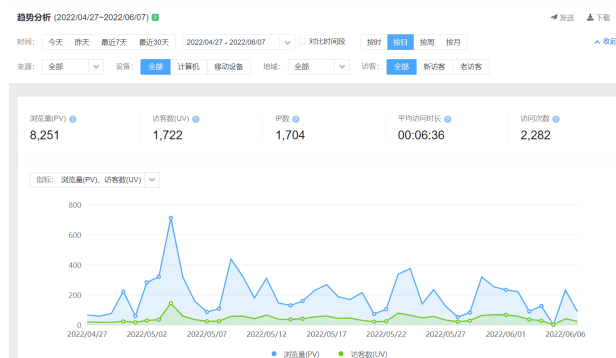 趋势分析 (2022/04/27~2022/06/07) ?
发送 下载
时间: 今天 昨天 最近7天 最近30天 2022/04/27 - 2022/06/07 对比时间段 按时 按日 按周 按月 收起
来源: 全部 设备: 全部 计算机 移动设备 地域: 全部 访客: 全部 新访客 老访客
浏览量(PV) ? 访客数(UV) ? IP数 ? 平均访问时长 ? 访问次数 ?
8,251 1,722 1,704 00:06:36 2,282
指标: 浏览量(PV), 访客数(UV)
800
600
400
200
0
2022/04/27 2022/05/02 2022/05/07 2022/05/12 2022/05/17 2022/05/22 2022/05/27 2022/06/01 2022/06/06
浏览量(PV) 访客数(UV)